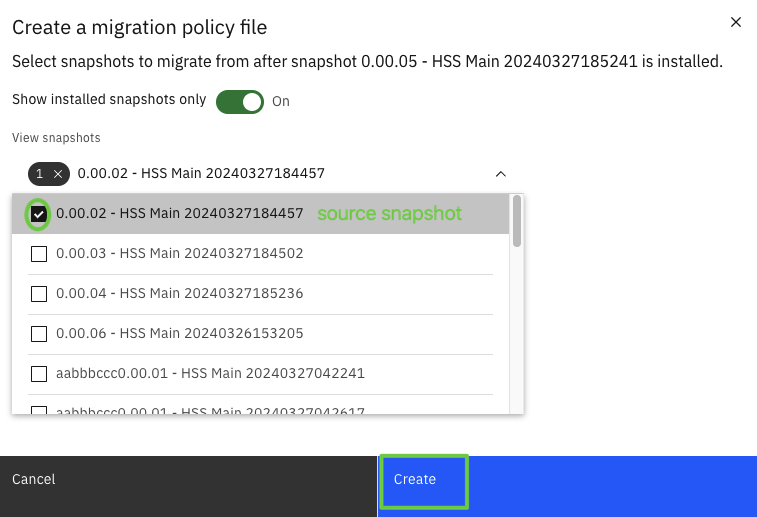 Create a migration policy file
Select snapshots to migrate from after snapshot 0.00.05 - HSS Main 20240327185241 is installed.
Show installed snapshots only On
View snapshots
1 0.00.02 - HSS Main 20240327184457
0.00.02 - HSS Main 20240327184457 source snapshot
0.00.03 - HSS Main 20240327184502
0.00.04 - HSS Main 20240327185236
0.00.06 - HSS Main 20240326153205
aabbbccc0.00.01 - HSS Main 20240327042241
aabbbccc0.00.01 - HSS Main 20240327042617
Cancel Create